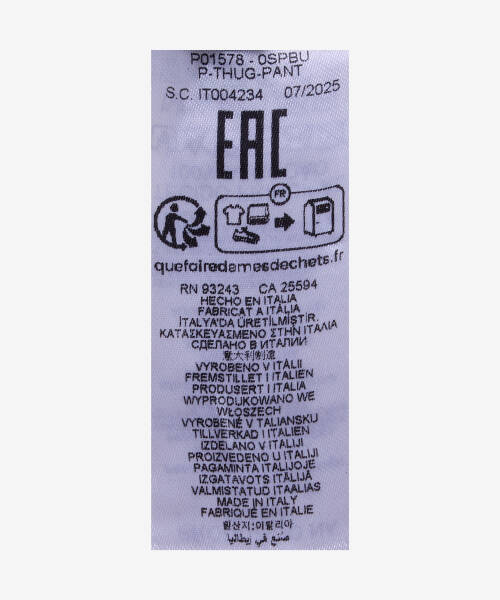 P01578 - 0SPBU
P-THUG-PANT
S.C. IT004234 07/2025
EAC
FR
quefairedemesdechets.fr
RN 93243 CA 25594
HECHO EN ITALIA
FABRICAT A ITÀLIA
İTALYA'DA ÜRETİLMİŞTİR.
ΚΑΤΑΣΚΕΥΑΣΜΕΝΟ ΣΤΗΝ ΙΤΑΛΙΑ
СДЕЛАНО В ИТАЛИИ
意大利制造
VYROBENO V ITÁLII
FREMSTILLET I ITALIEN
PRODUSERT I ITALIA
WYPRODUKOWANO WE
WŁOSZECH
VYROBENÉ V TALIANSKU
TILLVERKAD I ITALIEN
IZDELANO V ITALIJI
PROIZVEDENO U ITALIJI
PAGAMINTA ITALIJOJE
IZGATAVOTS ITĀLIJĀ
VALMISTATUD ITAALIAS
MADE IN ITALY
FABRIQUÉ EN ITALIE
원산지:이탈리아
صنع في إيطاليا